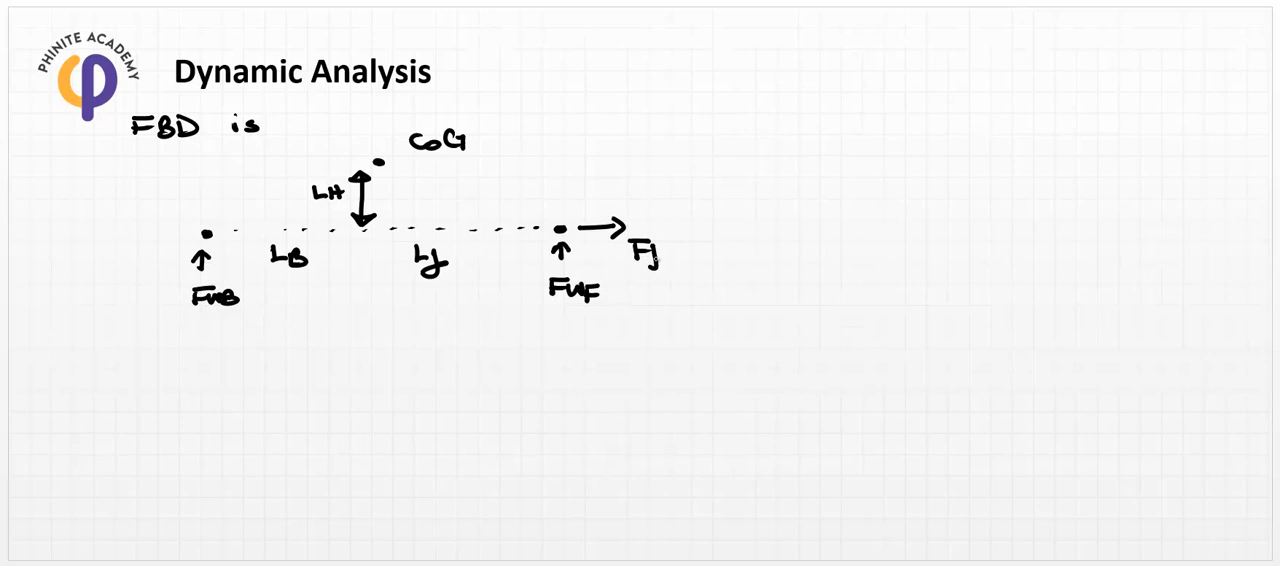 PHINITE ACADEMY
Dynamic Analysis
FBD is
CoG
LH
LB LJ FJ
FWB FWF